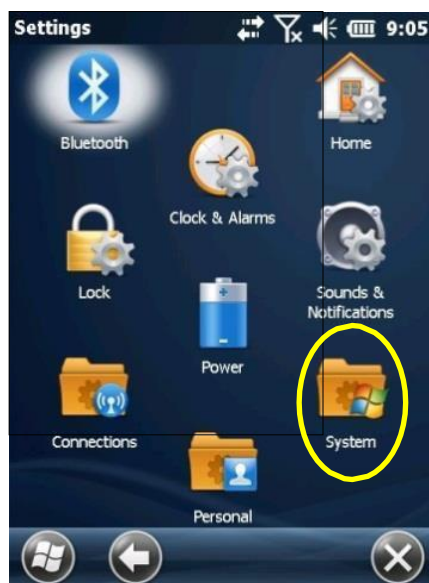 Settings 9:05
Bluetooth
Home
Clock & Alarms
Lock
Sounds &
Notifications
Power
Connections
System
Personal